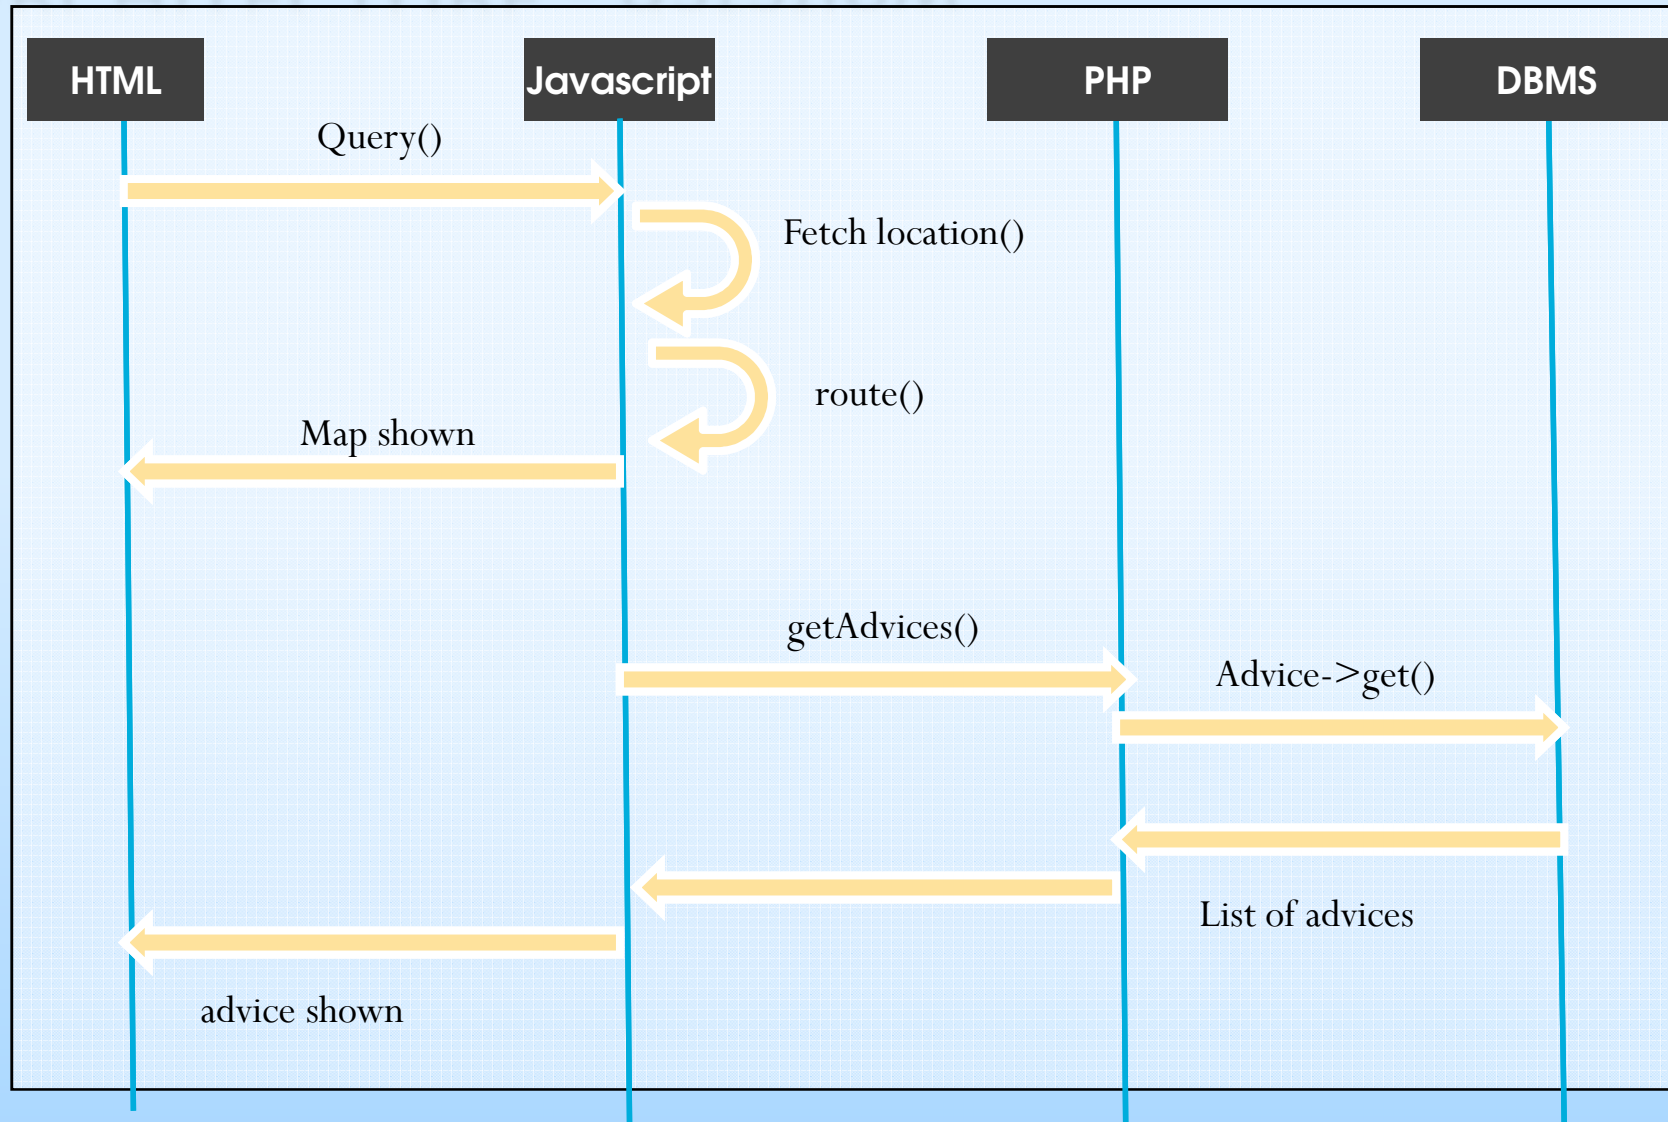 HTML
Javascript
PHP
DBMS
Query()
Fetch location()
route()
Map shown
getAdvices()
Advice->get()
List of advices
advice shown